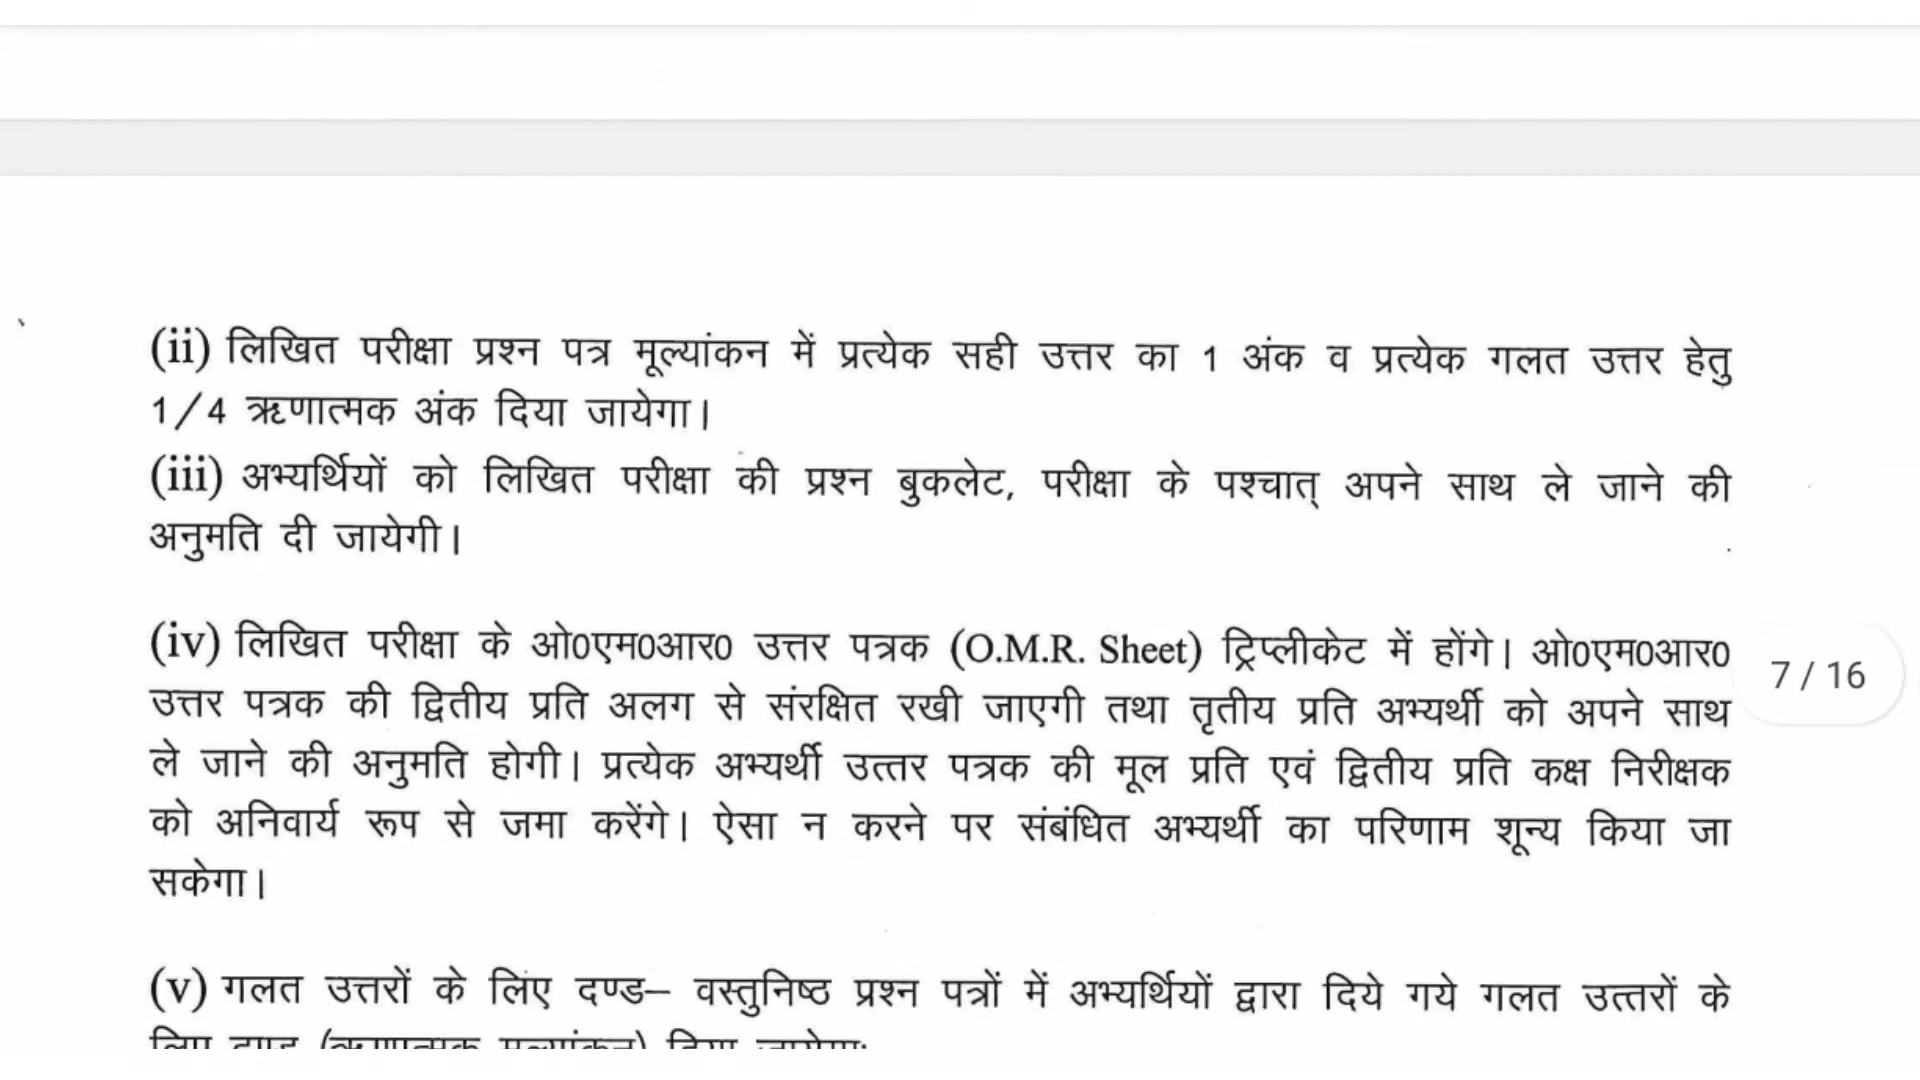 (ii) लिखित परीक्षा प्रश्न पत्र मूल्यांकन में प्रत्येक सही उत्तर का 1 अंक व प्रत्येक गलत उत्तर हेतु
1/4 ऋणात्मक अंक दिया जायेगा।
(iii) अभ्यर्थियों को लिखित परीक्षा की प्रश्न बुकलेट, परीक्षा के पश्चात् अपने साथ ले जाने की
अनुमति दी जायेगी।
(iv) लिखित परीक्षा के ओ0एम0आर0 उत्तर पत्रक (O.M.R. Sheet) ट्रिप्लीकेट में होंगे। ओ0एम0आर0
7 / 16
उत्तर पत्रक की द्वितीय प्रति अलग से संरक्षित रखी जाएगी तथा तृतीय प्रति अभ्यर्थी को अपने साथ
ले जाने की अनुमति होगी। प्रत्येक अभ्यर्थी उत्तर पत्रक की मूल प्रति एवं द्वितीय प्रति कक्ष निरीक्षक
को अनिवार्य रूप से जमा करेंगे। ऐसा न करने पर संबंधित अभ्यर्थी का परिणाम शून्य किया जा
सकेगा।
(v) गलत उत्तरों के लिए दण्ड– वस्तुनिष्ठ प्रश्न पत्रों में अभ्यर्थियों द्वारा दिये गये गलत उत्तरों के
लिए दण्ड (ऋणात्मक मूल्यांकन) दिया जायेगाः